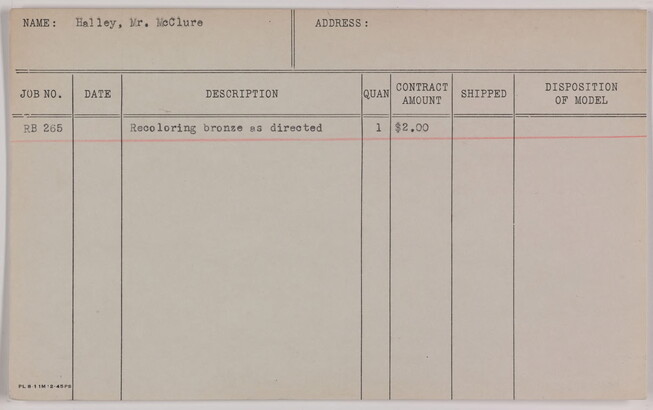 NAME: Halley, Mr. McClure ADDRESS:
JOB NO. DATE DESCRIPTION QUAN CONTRACT AMOUNT SHIPPED DISPOSITION OF MODEL
RB 265 Recoloring bronze as directed 1 $2.00